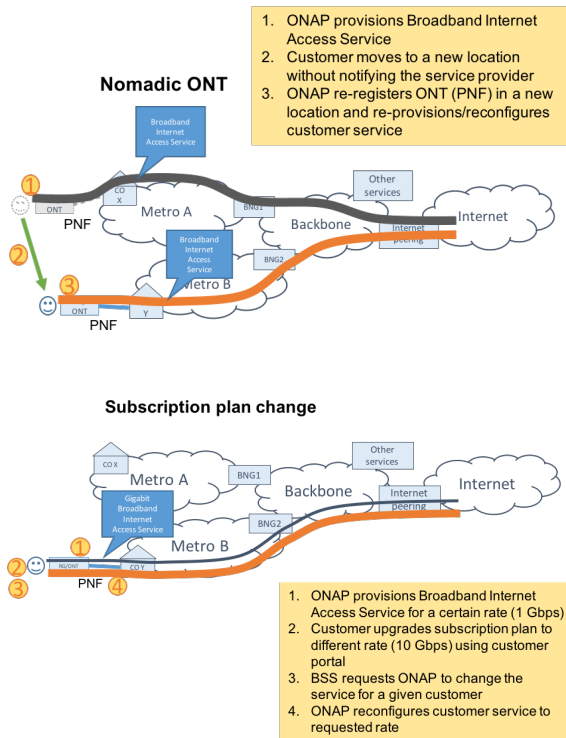 1. ONAP provisions Broadband Internet
Access Service
2. Customer moves to a new location
without notifying the service provider
3. ONAP re-registers ONT (PNF) in a new
location and re-provisions/reconfigures
customer service
Nomadic ONT
Broadband
Internet
Access Service
1
CO
X
ONT
PNF
Metro A
BNG1
Other
services
Backbone
Internet
peering
Internet
2
Broadband
Internet
Access
Service
BNG2
Metro B
3
ONT
Y
PNF
Subscription plan change
CO X
Metro A
BNG1
Other
services
Backbone
Internet
peering
Internet
Gigabit
Broadband
Internet
Access Service
BNG2
Metro B
1
2
RG/ONT
CO Y
3
PNF
4
1. ONAP provisions Broadband Internet
Access Service for a certain rate (1 Gbps)
2. Customer upgrades subscription plan to
different rate (10 Gbps) using customer
portal
3. BSS requests ONAP to change the
service for a given customer
4. ONAP reconfigures customer service to
requested rate